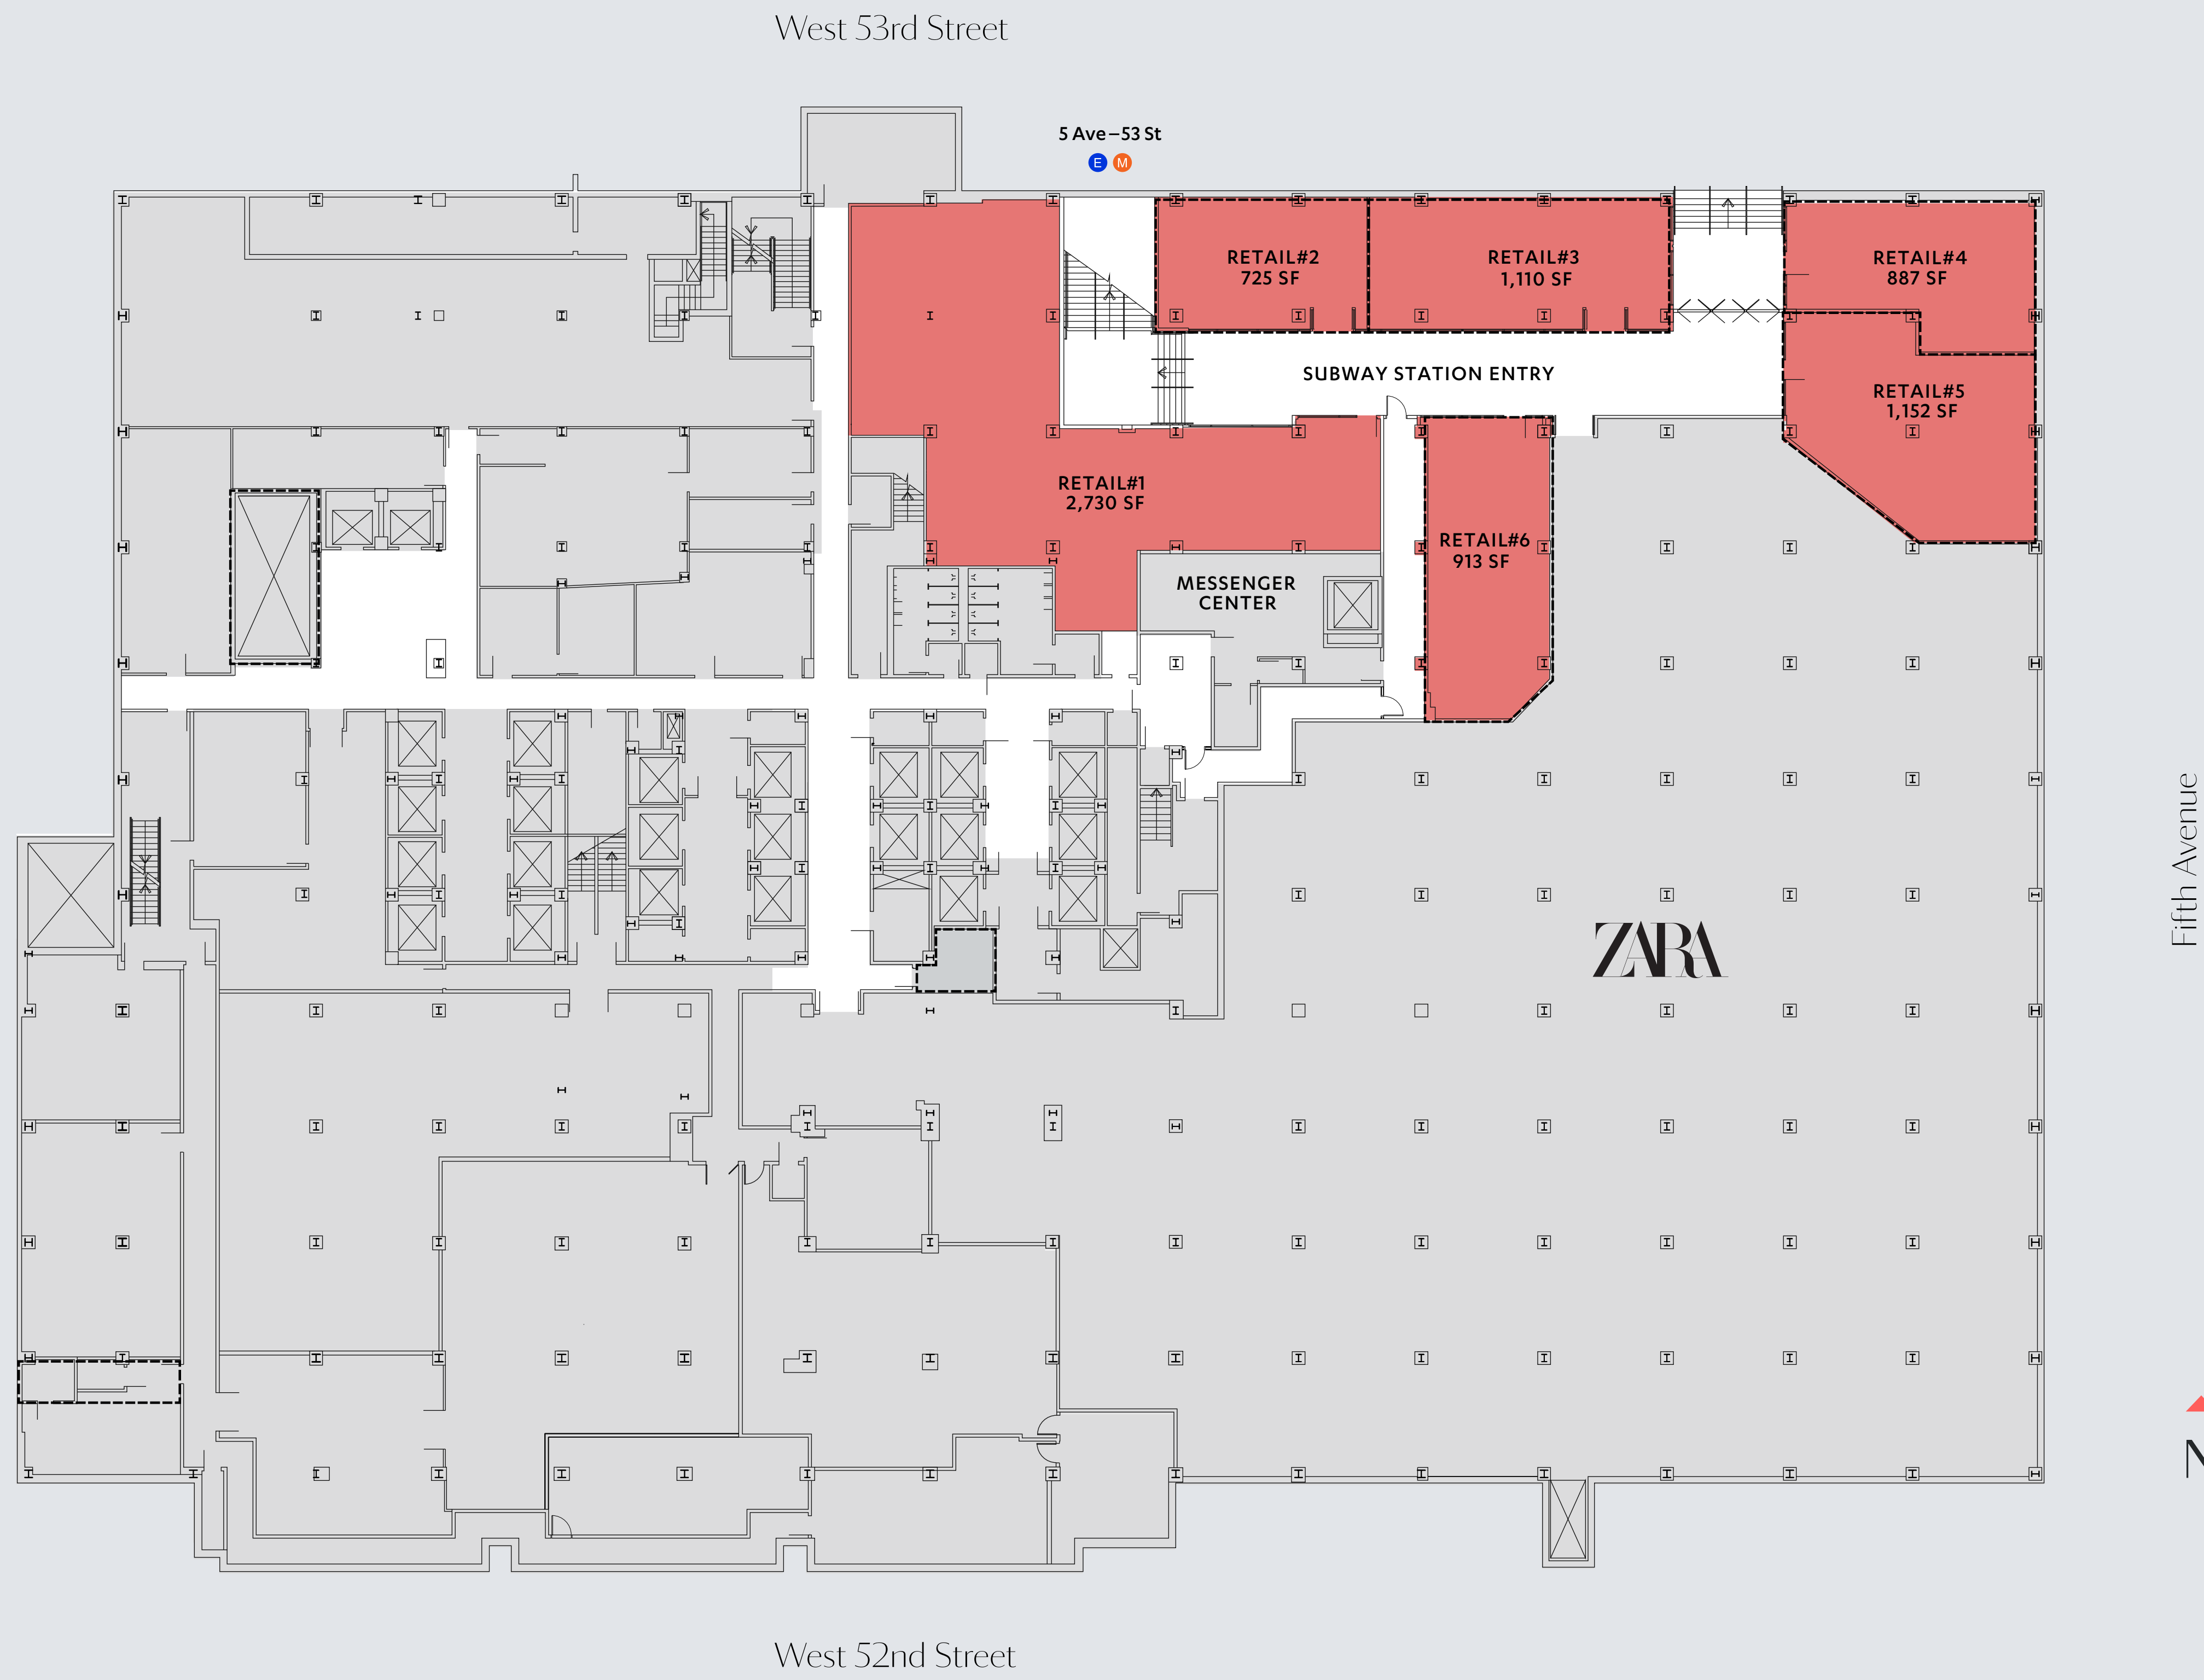 West 53rd Street
5 Ave–53 St
E M
RETAIL#2
725 SF
RETAIL#3
1,110 SF
RETAIL#4
887 SF
SUBWAY STATION ENTRY
RETAIL#5
1,152 SF
RETAIL#1
2,730 SF
RETAIL#6
913 SF
MESSENGER
CENTER
ZARA
Fifth Avenue
N
West 52nd Street